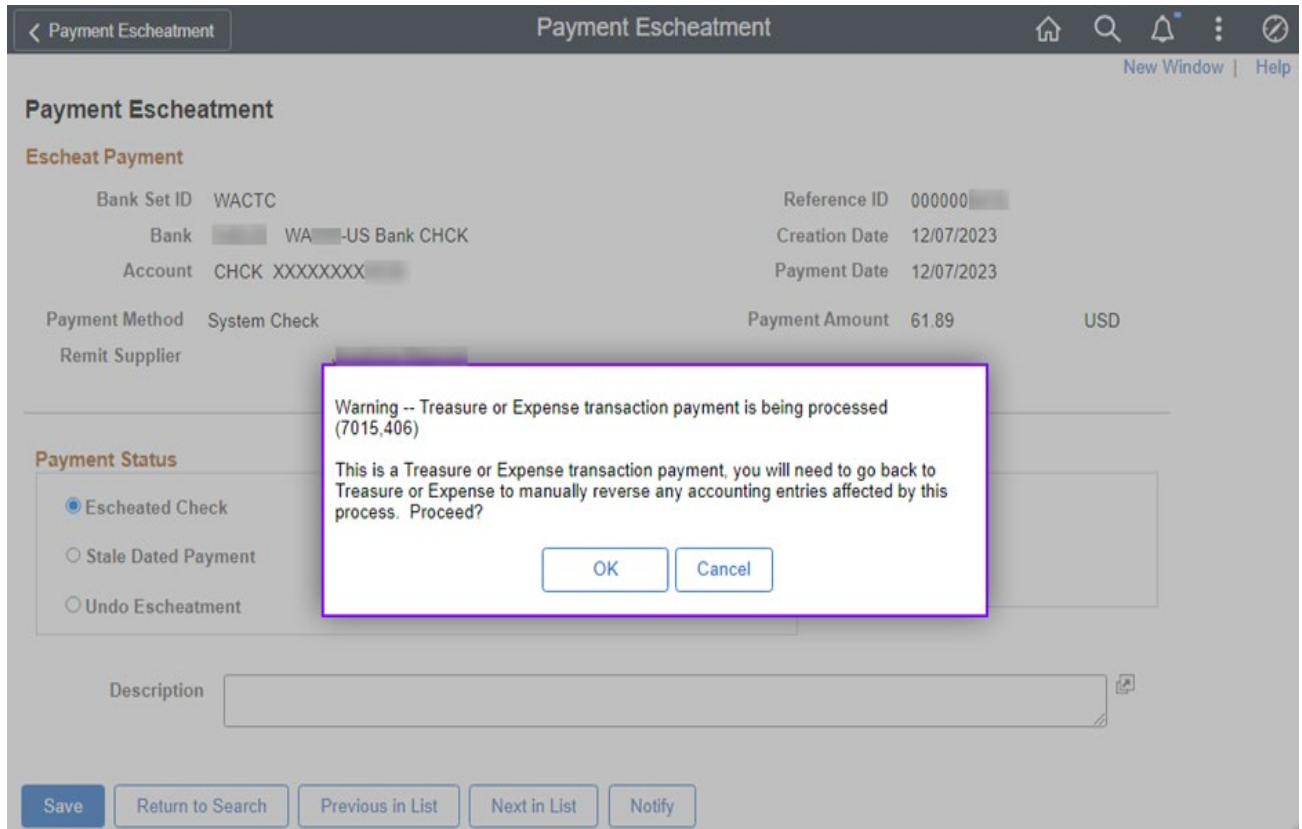 Payment Escheatment
Payment Escheatment
New Window | Help
Payment Escheatment
Escheat Payment
Bank Set ID WACTC Reference ID 000000
Bank WA -US Bank CHCK Creation Date 12/07/2023
Account CHCK XXXXXXXX Payment Date 12/07/2023
Payment Method System Check Payment Amount 61.89 USD
Remit Supplier
Warning -- Treasure or Expense transaction payment is being processed
(7015,406)
This is a Treasure or Expense transaction payment, you will need to go back to
Treasure or Expense to manually reverse any accounting entries affected by this
process. Proceed?
OK Cancel
Payment Status
Escheated Check
Stale Dated Payment
Undo Escheatment
Description
Save Return to Search Previous in List Next in List Notify